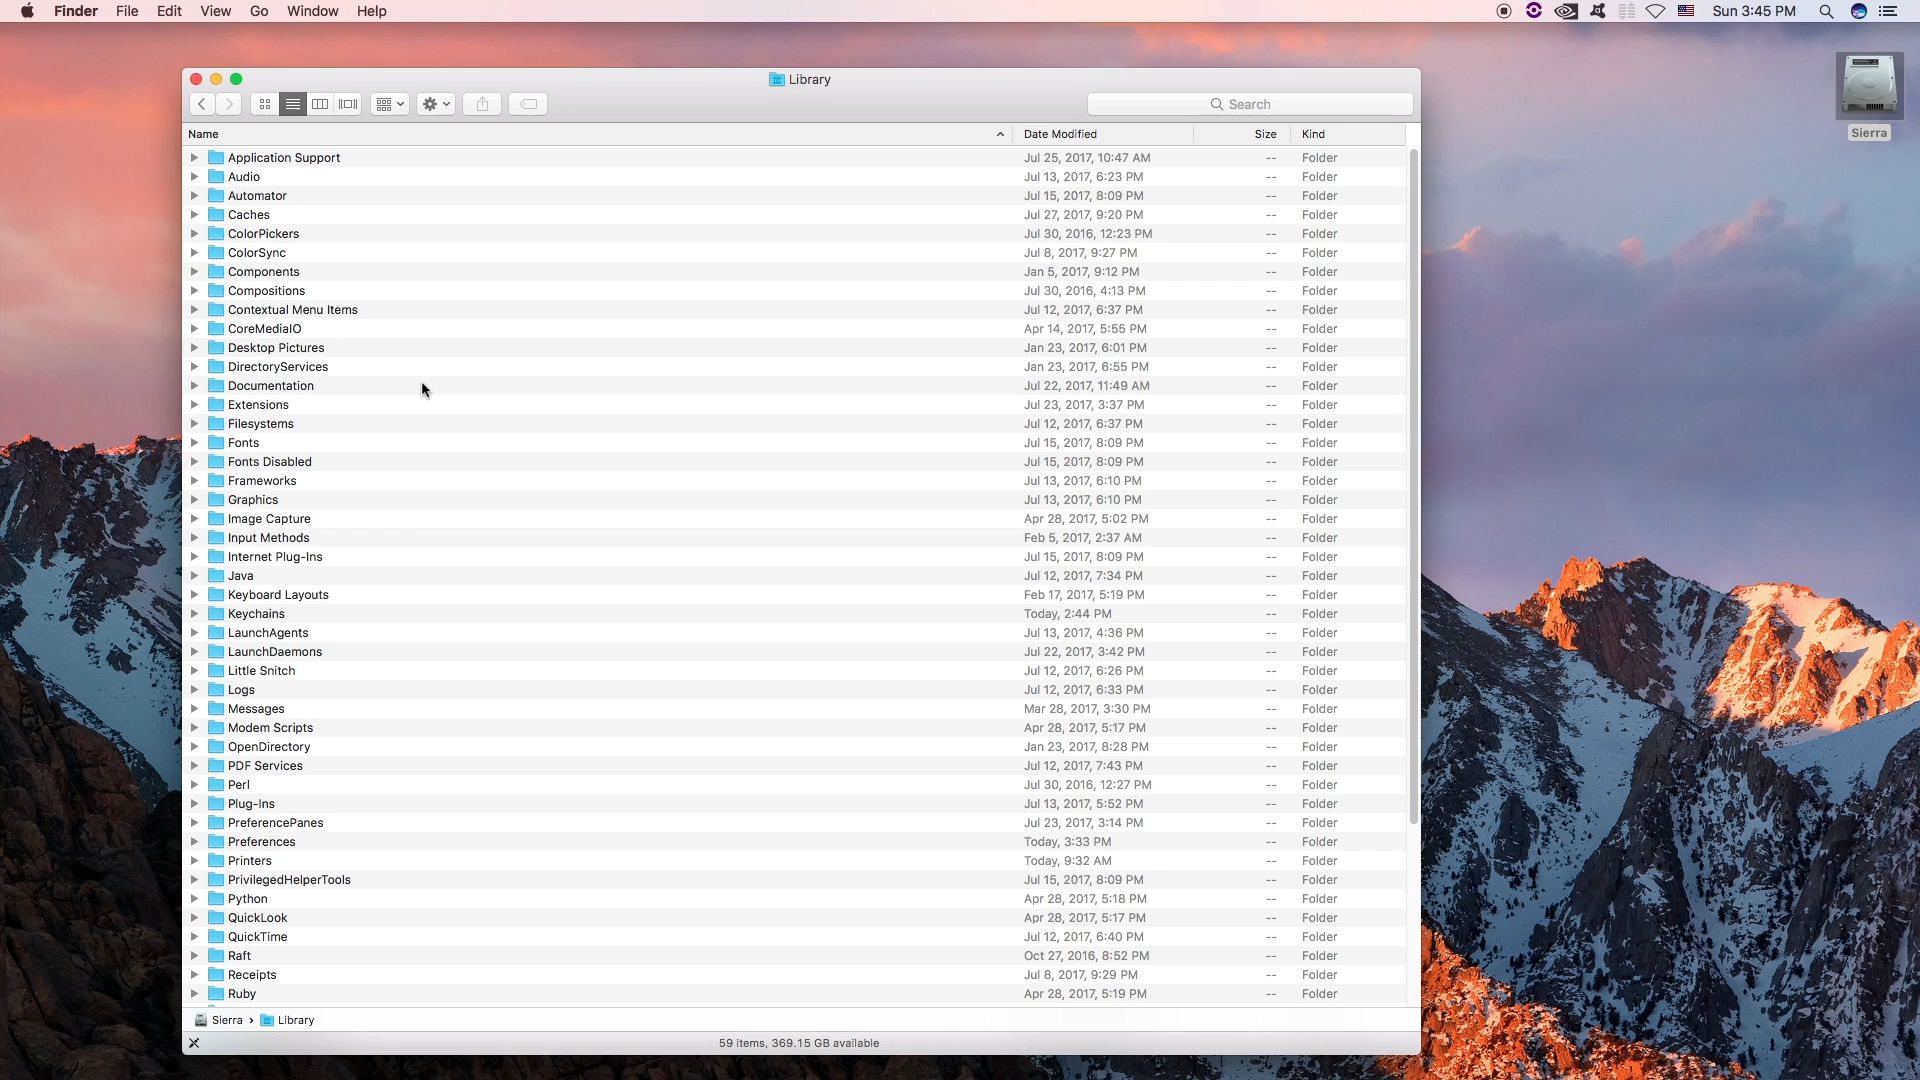 Finder File Edit View Go Window Help Sun 3:45 PM
Library
Search
Sierra
Name Date Modified Size Kind
Application Support Jul 25, 2017, 10:47 AM -- Folder
Audio Jul 13, 2017, 6:23 PM -- Folder
Automator Jul 15, 2017, 8:09 PM -- Folder
Caches Jul 27, 2017, 9:20 PM -- Folder
ColorPickers Jul 30, 2016, 12:23 PM -- Folder
ColorSync Jul 8, 2017, 9:27 PM -- Folder
Components Jan 5, 2017, 9:12 PM -- Folder
Compositions Jul 30, 2016, 4:13 PM -- Folder
Contextual Menu Items Jul 12, 2017, 6:37 PM -- Folder
CoreMediaIO Apr 14, 2017, 5:55 PM -- Folder
Desktop Pictures Jan 23, 2017, 6:01 PM -- Folder
DirectoryServices Jan 23, 2017, 6:55 PM -- Folder
Documentation Jul 22, 2017, 11:49 AM -- Folder
Extensions Jul 23, 2017, 3:37 PM -- Folder
Filesystems Jul 12, 2017, 6:37 PM -- Folder
Fonts Jul 15, 2017, 8:09 PM -- Folder
Fonts Disabled Jul 15, 2017, 8:09 PM -- Folder
Frameworks Jul 13, 2017, 6:10 PM -- Folder
Graphics Jul 13, 2017, 6:10 PM -- Folder
Image Capture Apr 28, 2017, 5:02 PM -- Folder
Input Methods Feb 5, 2017, 2:37 AM -- Folder
Internet Plug-Ins Jul 15, 2017, 8:09 PM -- Folder
Java Jul 12, 2017, 7:34 PM -- Folder
Keyboard Layouts Feb 17, 2017, 5:19 PM -- Folder
Keychains Today, 2:44 PM -- Folder
LaunchAgents Jul 13, 2017, 4:36 PM -- Folder
LaunchDaemons Jul 22, 2017, 3:42 PM -- Folder
Little Snitch Jul 12, 2017, 6:26 PM -- Folder
Logs Jul 12, 2017, 6:33 PM -- Folder
Messages Mar 28, 2017, 3:30 PM -- Folder
Modem Scripts Apr 28, 2017, 5:17 PM -- Folder
OpenDirectory Jan 23, 2017, 8:28 PM -- Folder
PDF Services Jul 12, 2017, 7:43 PM -- Folder
Perl Jul 30, 2016, 12:27 PM -- Folder
Plug-Ins Jul 13, 2017, 5:52 PM -- Folder
PreferencePanes Jul 23, 2017, 3:14 PM -- Folder
Preferences Today, 3:33 PM -- Folder
Printers Today, 9:32 AM -- Folder
PrivilegedHelperTools Jul 15, 2017, 8:09 PM -- Folder
Python Apr 28, 2017, 5:18 PM -- Folder
QuickLook Apr 28, 2017, 5:17 PM -- Folder
QuickTime Jul 12, 2017, 6:40 PM -- Folder
Raft Oct 27, 2016, 8:52 PM -- Folder
Receipts Jul 8, 2017, 9:29 PM -- Folder
Ruby Apr 28, 2017, 5:19 PM -- Folder
Sierra › Library
59 items, 369.15 GB available